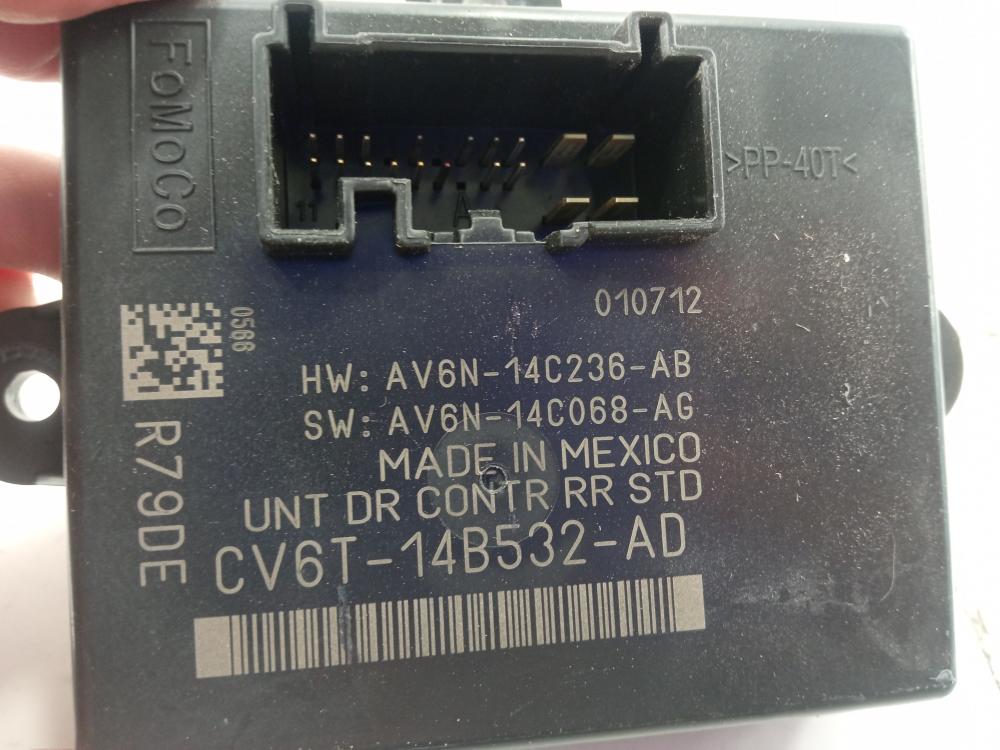 FoMoCo
>PP-40T<
11
A
010712
0566
HW: AV6N-14C236-AB
SW: AV6N-14C068-AG
MADE IN MEXICO
UNT DR CONTR RR STD
CV6T-14B532-AD
R79DE